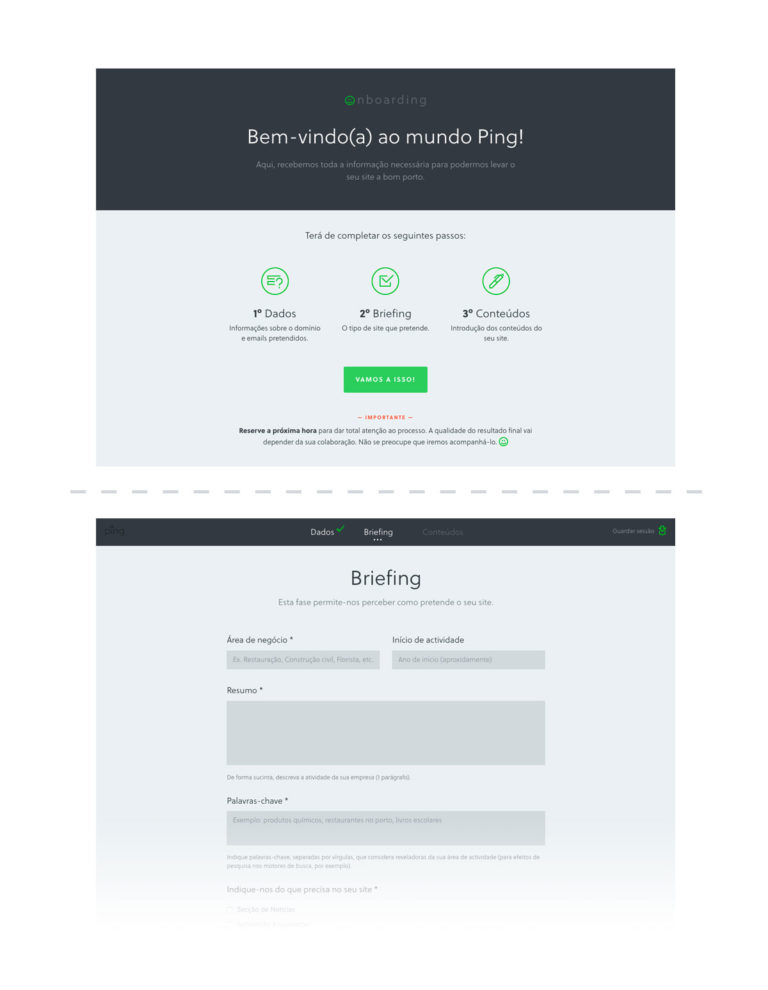 onboarding
Bem-vindo(a) ao mundo Ping!
Aqui, recebemos toda a informação necessária para podermos levar o
seu site a bom porto.
Terá de completar os seguintes passos:
1º Dados
Informações sobre o domínio
e emails pretendidos.
2º Briefing
O tipo de site que pretende.
3º Conteúdos
Introdução dos conteúdos do
seu site.
VAMOS A ISSO!
— IMPORTANTE —
Reserve a próxima hora para dar total atenção ao processo. A qualidade do resultado final vai
depender da sua colaboração. Não se preocupe que iremos acompanhá-lo.
ping
Dados
Briefing
Conteúdos
Guardar sessão
Briefing
Esta fase permite-nos perceber como pretende o seu site.
Área de negócio *
Início de actividade
Ex. Restauração, Construção civil, Florista, etc.
Ano de início (aproxidamente)
Resumo *
De forma sucinta, descreva a atividade da sua empresa (1 parágrafo).
Palavras-chave *
Exemplo: produtos químicos, restaurantes no porto, livros escolares
Indique palavras-chave, separadas por vírgulas, que considera reveladoras da sua área de actividade (para efeitos de
pesquisa nos motores de busca, por exemplo).
Indique-nos do que precisa no seu site *
Secção de Notícias